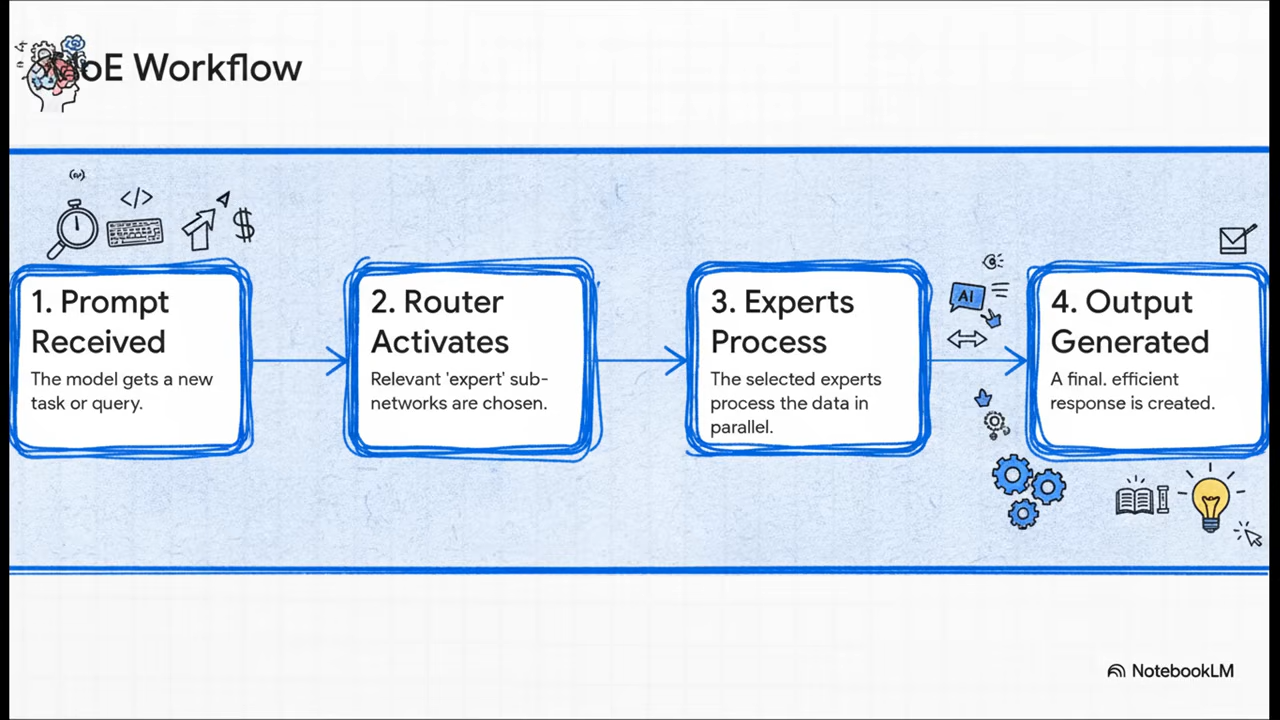 oE Workflow
</>
$
1. Prompt
Received
The model gets a new
task or query.
2. Router
Activates
Relevant 'expert' sub-
networks are chosen.
3. Experts
Process
The selected experts
process the data in
parallel.
AI
4. Output
Generated
A final. efficient
response is created.
NotebookLM